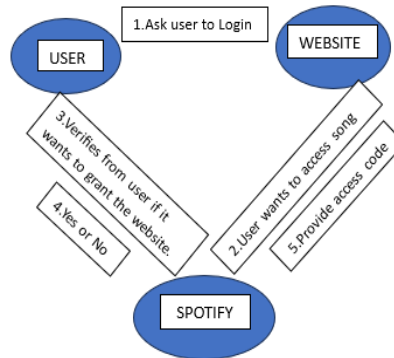 1.Ask user to Login
USER
WEBSITE
3.Verifies from user if it
wants to grant the website.
4.Yes or No
2.User wants to access song
5.Provide access code
SPOTIFY